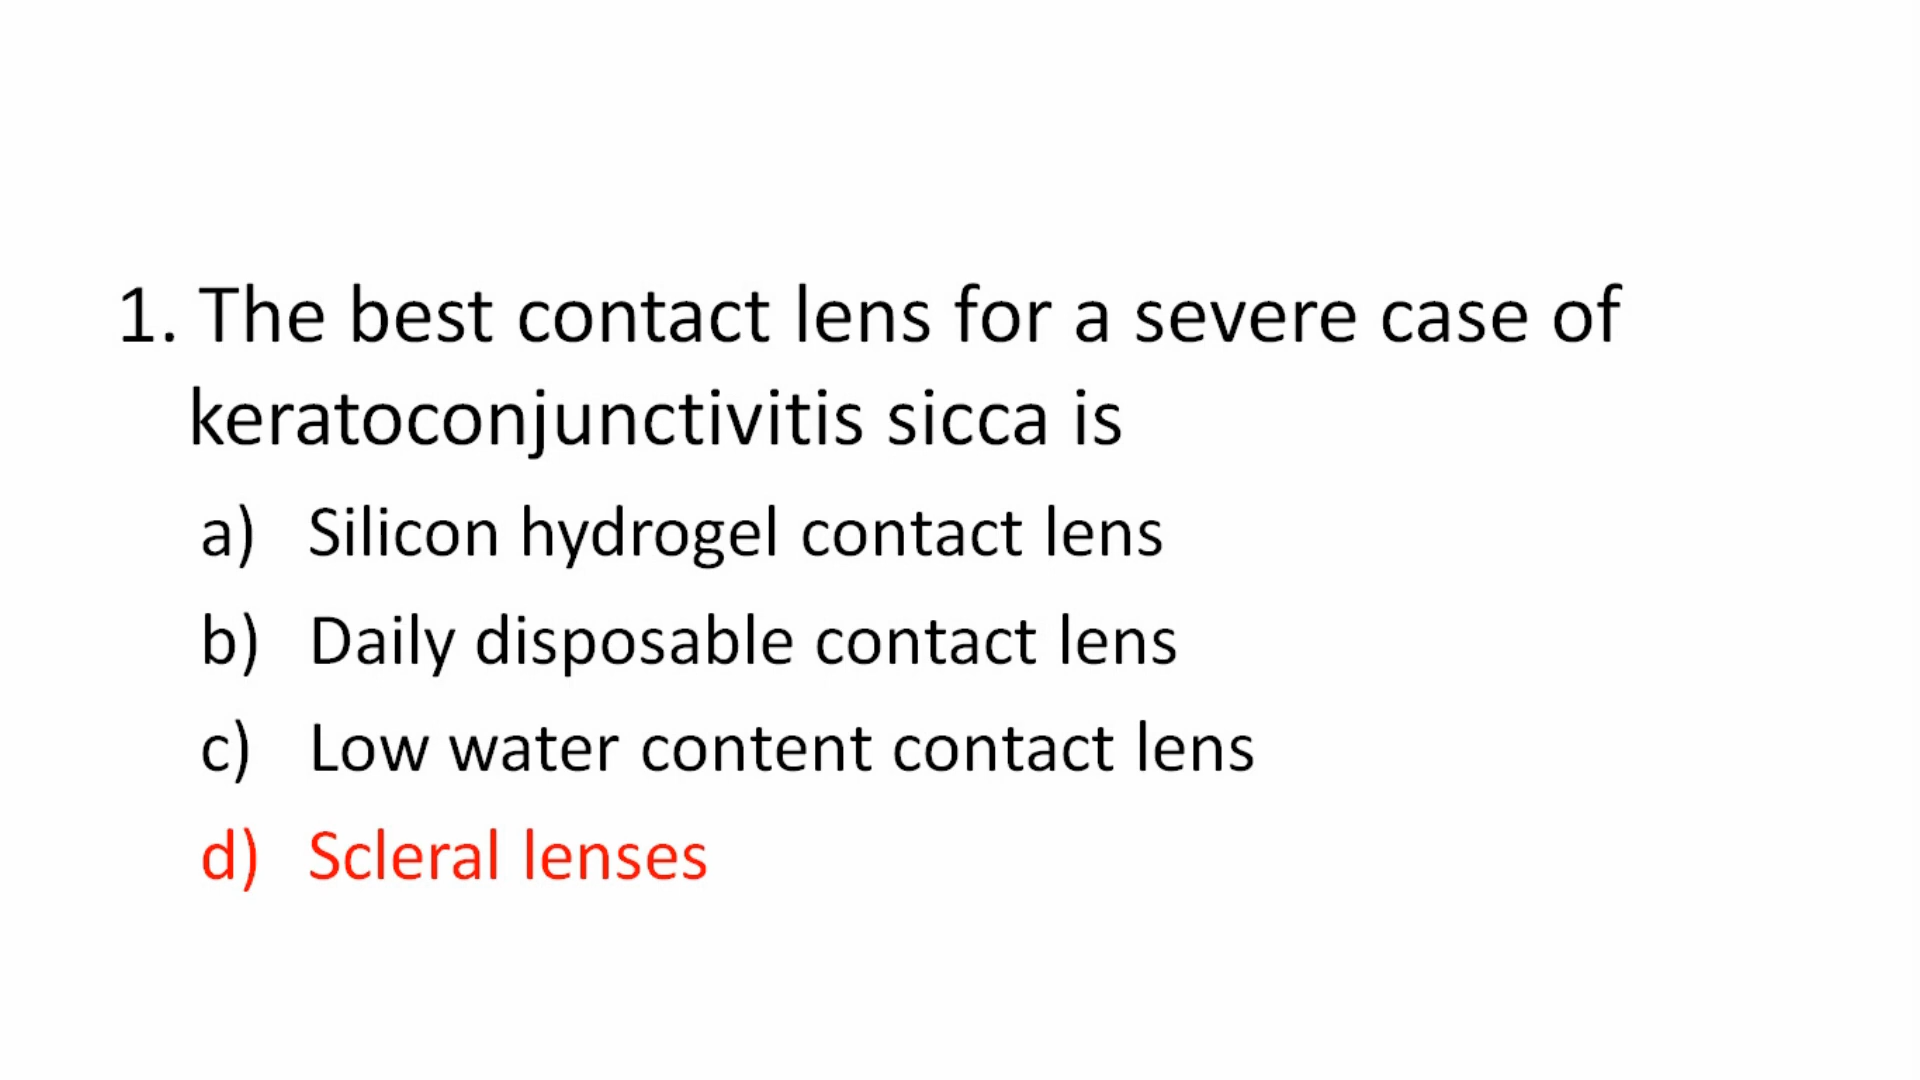 1. The best contact lens for a severe case of
keratoconjunctivitis sicca is
a) Silicon hydrogel contact lens
b) Daily disposable contact lens
c) Low water content contact lens
d) Scleral lenses